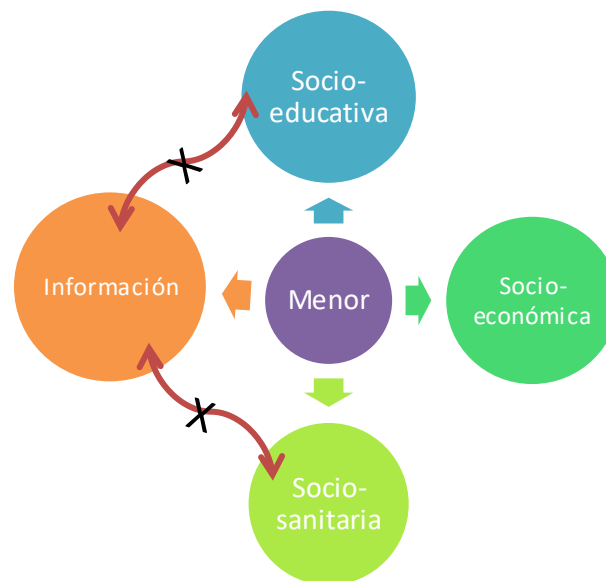 Socio-
educativa
Información
Menor
Socio-
económica
Socio-
sanitaria